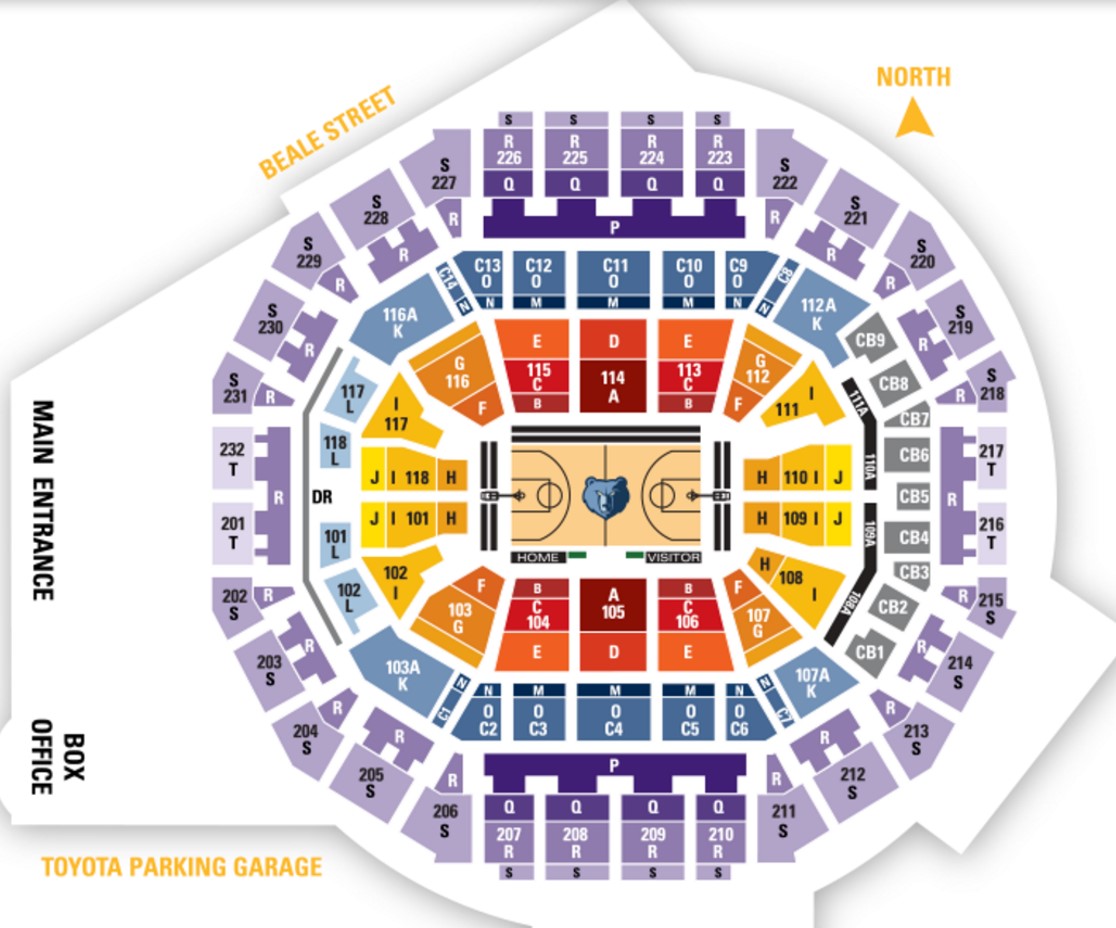 NORTH
BEALE STREET
S S S S
R R R R
226 225 224 223
Q Q Q Q
P
S
227
R
S
222
R
S
228
R
S
221
R
S
229
R
S
220
R
S
230
R
S
219
R
S
231
R
S
218
R
232
T
217
T
R
R
201
T
216
T
C14
N
C13
O
N
C12
O
M
C11
O
M
C10
O
M
C9
O
N
C8
N
116A
K
112A
K
E D E
115
C
B
114
A
113
C
B
G
116
F
G
112
F
117
L
I
117
I
111
118
L
J I 118 H
H 110 I J
DR
J I 101 H
H 109 I J
101
L
102
L
102
I
H
108
I
HOME
VISITOR
111A
110A
109A
108A
CB9
CB8
CB7
CB6
CB5
CB4
CB3
CB2
CB1
F
103
G
F
107
G
B
C
104
E
A
105
D
B
C
106
E
103A
K
107A
K
N
C1
N
O
C2
M
O
C3
M
O
C4
M
O
C5
N
O
C6
N
C7
P
202
S
R
215
S
R
203
S
R
214
S
R
204
S
R
213
S
R
205
S
R
212
S
R
206
S
R
211
S
R
Q Q Q Q
207 208 209 210
R R R R
S S S S
MAIN ENTRANCE
BOX
OFFICE
TOYOTA PARKING GARAGE